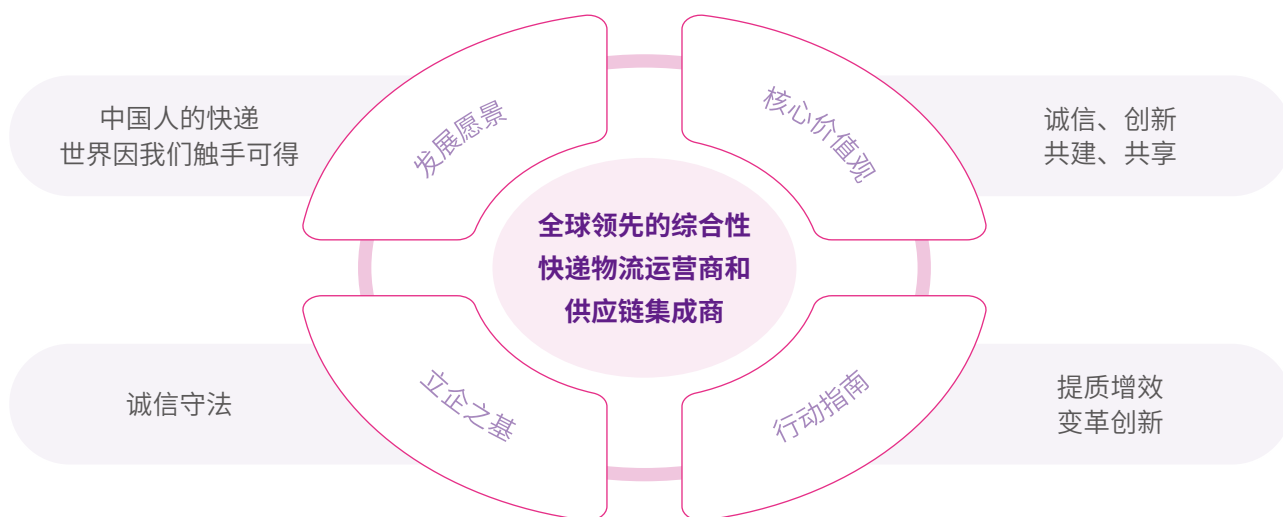 中国人的快递
世界因我们触手可得
发展愿景
核心价值观
诚信、创新
共建、共享
全球领先的综合性
快递物流运营商和
供应链集成商
诚信守法
立企之基
行动指南
提质增效
变革创新